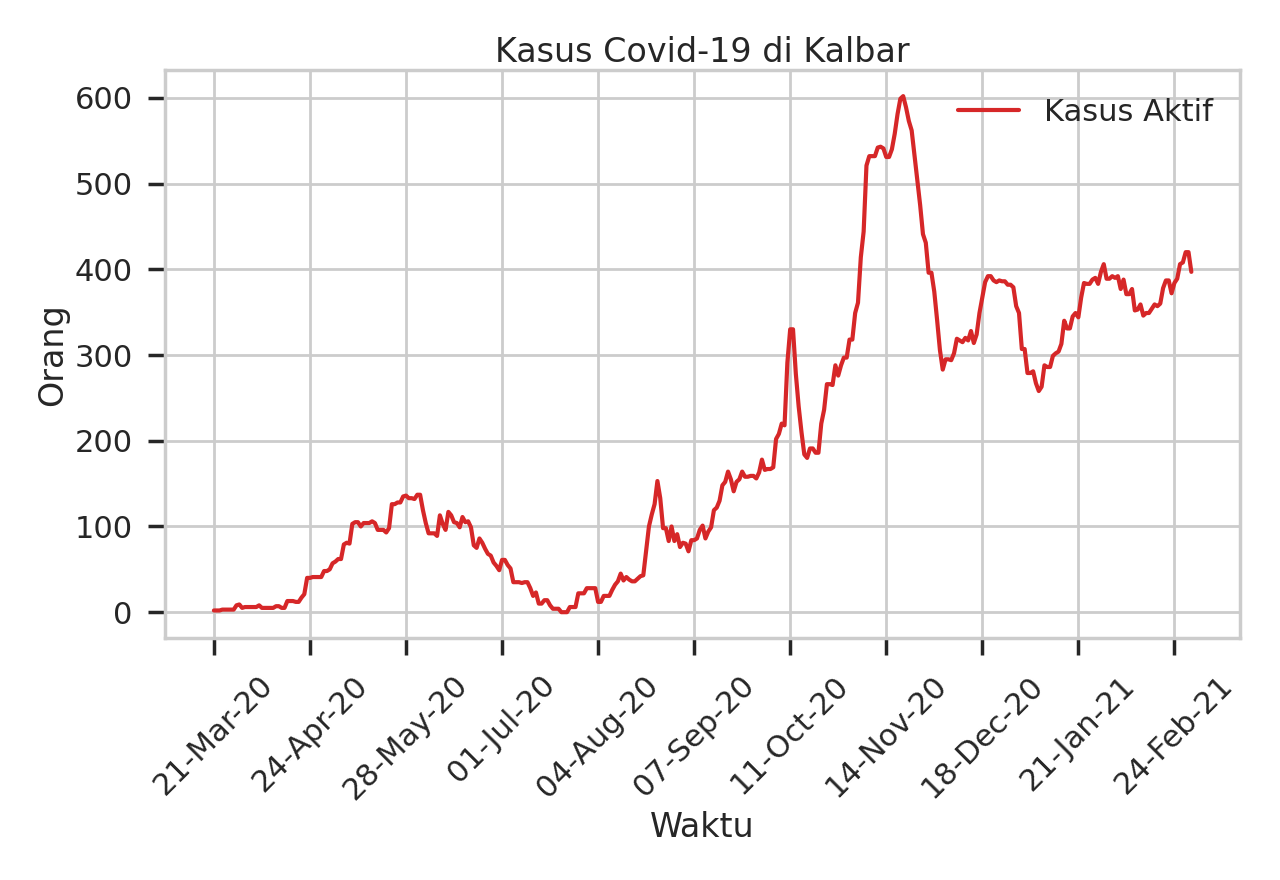 Kasus Covid-19 di Kalbar
Kasus Aktif
Orang
600
500
400
300
200
100
0
21-Mar-20
24-Apr-20
28-May-20
01-Jul-20
04-Aug-20
07-Sep-20
11-Oct-20
14-Nov-20
18-Dec-20
21-Jan-21
24-Feb-21
Waktu